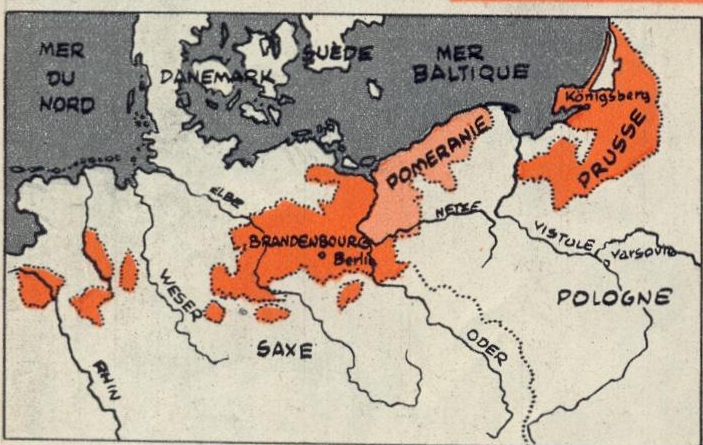 MER
DU
NORD
DANEMARK
SUEDE
MER
BALTIQUE
Königsberg
PRUSSE
POMERANIE
ELBE
NETZE
BRANDENBOURG
Berlin
VISTULE
Varsovie
WESER
POLOGNE
ODER
SAXE
RHIN